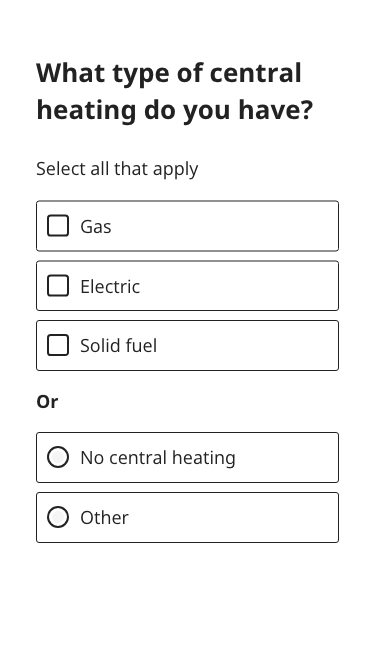 What type of central
heating do you have?
Select all that apply
Gas
Electric
Solid fuel
Or
No central heating
Other